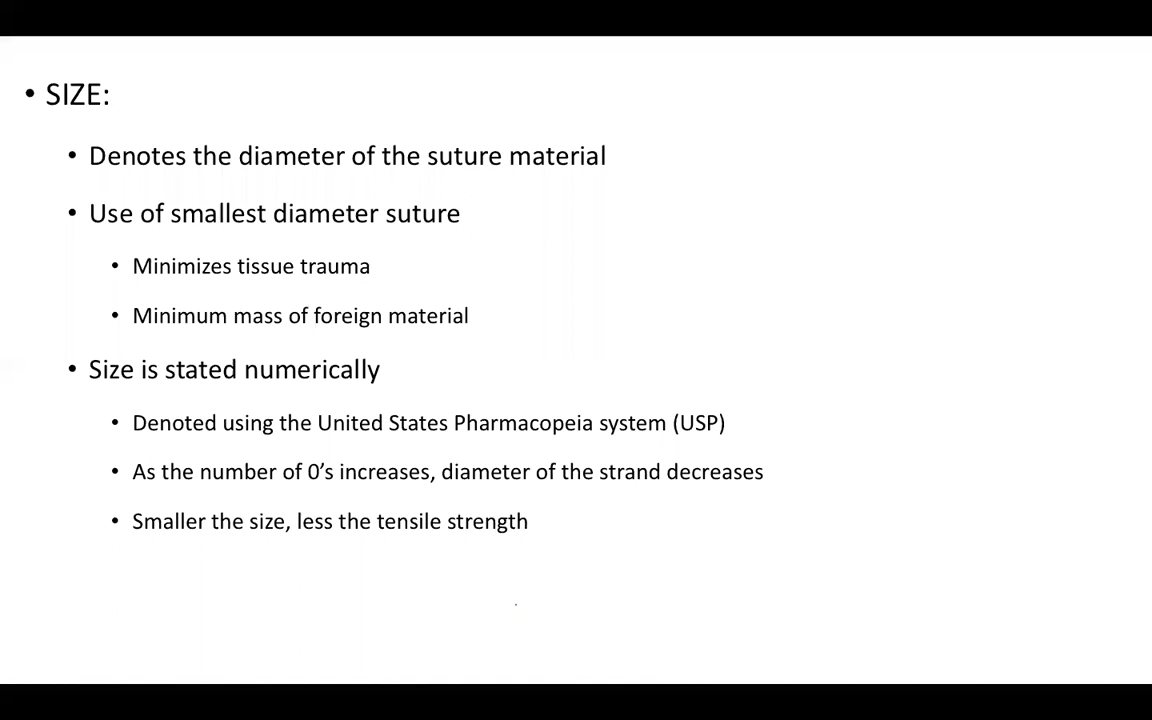 • SIZE:
• Denotes the diameter of the suture material
• Use of smallest diameter suture
• Minimizes tissue trauma
• Minimum mass of foreign material
• Size is stated numerically
• Denoted using the United States Pharmacopeia system (USP)
• As the number of 0’s increases, diameter of the strand decreases
• Smaller the size, less the tensile strength